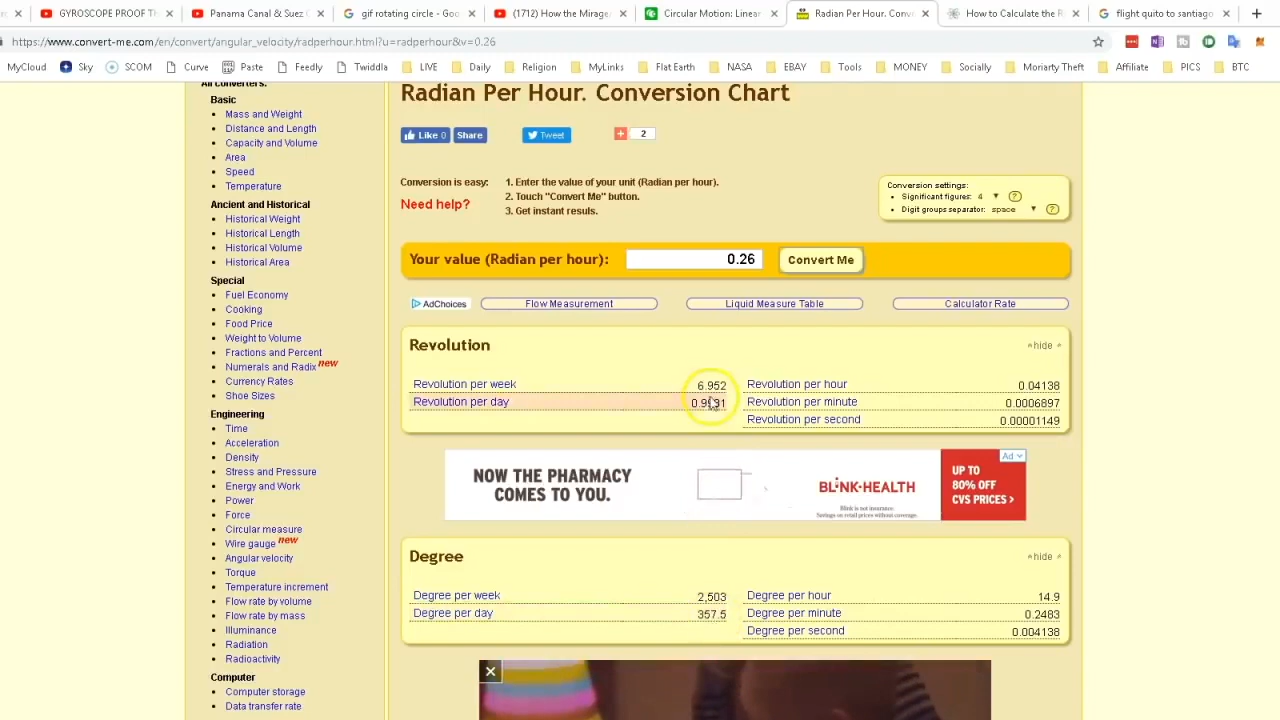 GYROSCOPE PROOF TH
Panama Canal & Suez C
gif rotating circle - Goo
(1712) How the Mirage
Circular Motion: Linear
Radian Per Hour. Conv
How to Calculate the R
flight quito to santiago
https://www.convert-me.com/en/convert/angular_velocity/radperhour.html?u=radperhour&v=0.26
MyCloud Sky SCOM Curve Paste Feedly Twiddla LIVE Daily Religion MyLinks Flat Earth NASA EBAY Tools MONEY Socially Moriarty Theft Affiliate PICS BTC
All converters:
Basic
Mass and Weight
Distance and Length
Capacity and Volume
Area
Speed
Temperature
Ancient and Historical
Historical Weight
Historical Length
Historical Volume
Historical Area
Special
Fuel Economy
Cooking
Food Price
Weight to Volume
Fractions and Percent
Numerals and Radix new
Currency Rates
Shoe Sizes
Engineering
Time
Acceleration
Density
Stress and Pressure
Energy and Work
Power
Force
Circular measure
Wire gauge new
Angular velocity
Torque
Temperature increment
Flow rate by volume
Flow rate by mass
Illuminance
Radiation
Radioactivity
Computer
Computer storage
Data transfer rate
Radian Per Hour. Conversion Chart
Like 0 Share
Tweet
+ 2
Conversion is easy:
1. Enter the value of your unit (Radian per hour).
2. Touch "Convert Me" button.
3. Get instant resuls.
Need help?
Conversion settings:
Significant figures: 4 ?
Digit groups separator: space ?
Your value (Radian per hour): 0.26 Convert Me
AdChoices Flow Measurement Liquid Measure Table Calculator Rate
Revolution
hide
Revolution per week 6.952
Revolution per day
Revolution per hour 0.04138
Revolution per minute 0.0006897
Revolution per second 0.00001149
NOW THE PHARMACY
COMES TO YOU.
BLINK HEALTH
Blink is not insurance.
Savings on retail prices without coverage.
Ad
UP TO
80% OFF
CVS PRICES >
Degree
hide
Degree per week 2,503
Degree per day 357.5
Degree per hour 14.9
Degree per minute 0.2483
Degree per second 0.004138